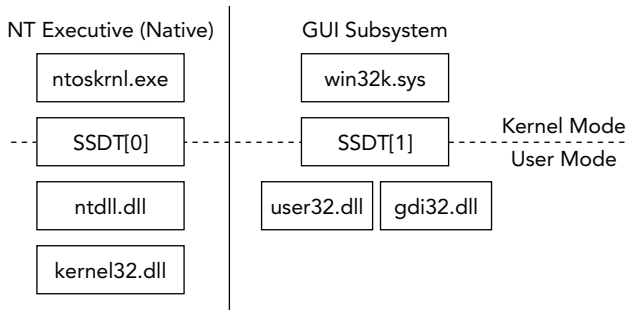 NT Executive (Native)
GUI Subsystem
ntoskrnl.exe
win32k.sys
SSDT[0]
SSDT[1]
Kernel Mode
User Mode
ntdll.dll
user32.dll
gdi32.dll
kernel32.dll